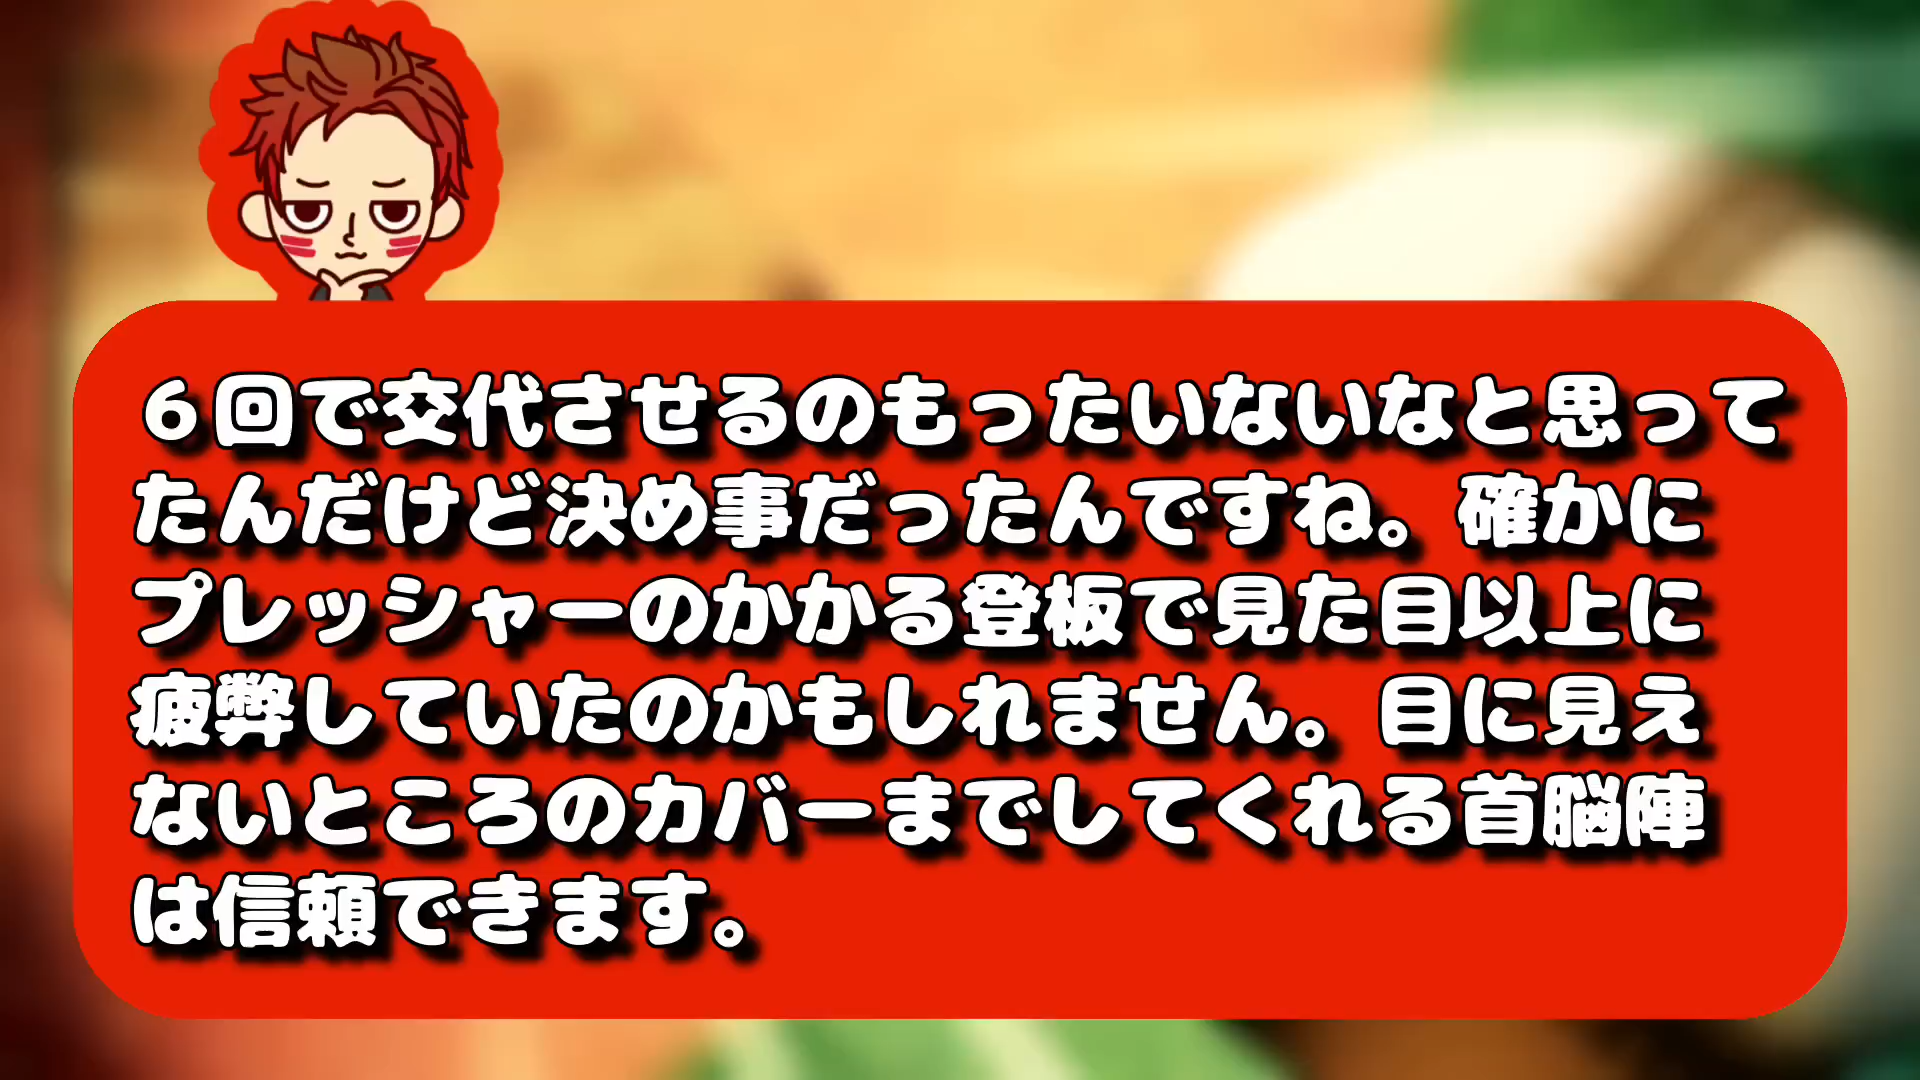 ６回で交代させるのもったいないなと思って
たんだけど決め事だったんですね。確かに
プレッシャーのかかる登板で見た目以上に
疲弊していたのかもしれません。目に見え
ないところのカバーまでしてくれる首脳陣
は信頼できます。